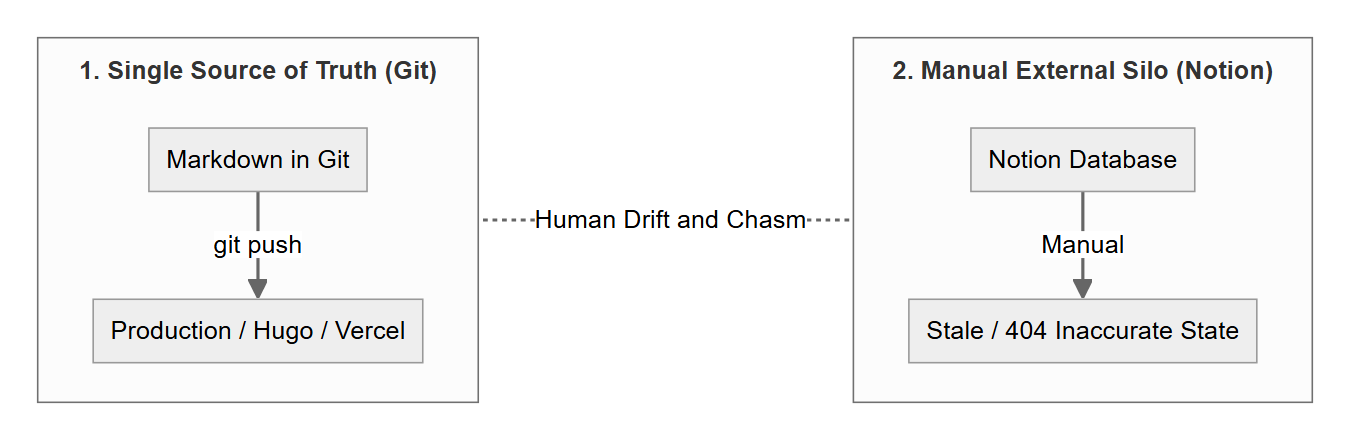 1. Single Source of Truth (Git)
Markdown in Git
git push
Production / Hugo / Vercel
Human Drift and Chasm
2. Manual External Silo (Notion)
Notion Database
Manual
Stale / 404 Inaccurate State